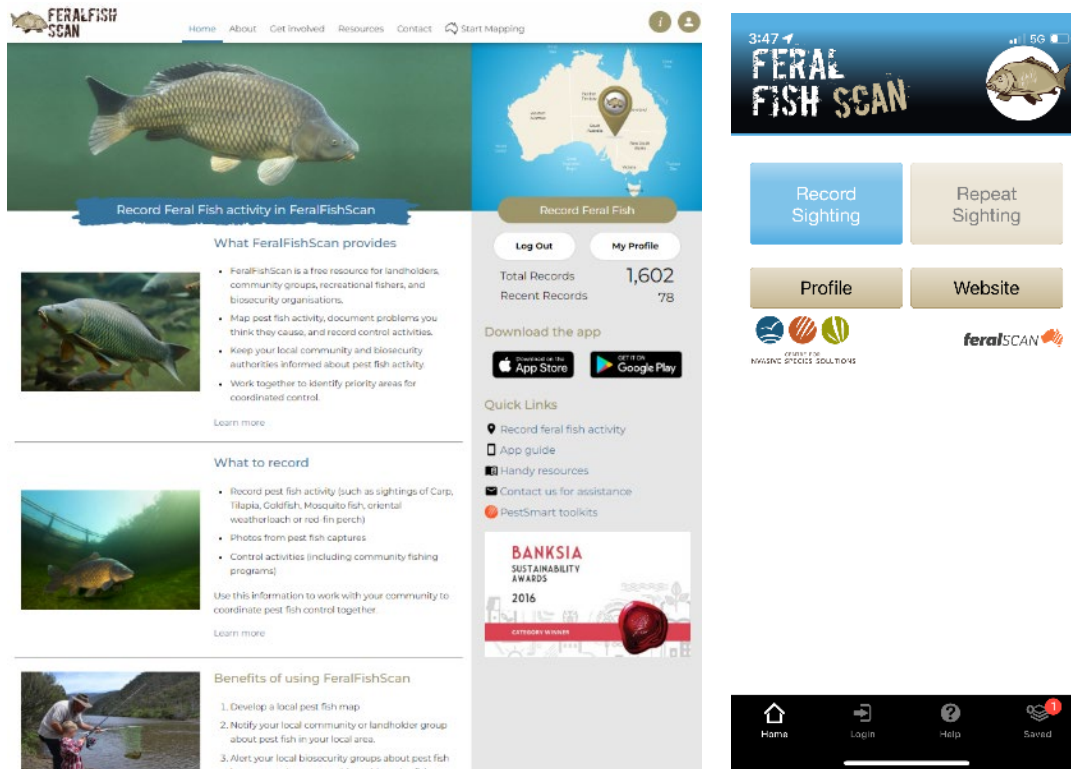 FERALFISH
SCAN
Home About Get involved Resources Contact Start Mapping
i
Record Feral Fish activity in FeralFishScan
What FeralFishScan provides
FeralFishScan is a free resource for landholders,
community groups, recreational fishers, and
biosecurity organisations.
Map pest fish activity, document problems you
think they cause, and record control activities.
Keep your local community and biosecurity
authorities informed about pest fish activity.
Work together to identify priority areas for
coordinated control.
Learn more
What to record
Record pest fish activity (such as sightings of Carp,
Tilapia, Goldfish, Mosquito fish, oriental
weatherloach or red-fin perch)
Photos from pest fish captures
Control activities (including community fishing
programs)
Use this information to work with your community to
coordinate pest fish control together.
Learn more
Benefits of using FeralFishScan
1. Develop a local pest fish map
2. Notify your local community or landholder group
about pest fish in your local area.
3. Alert your local biosecurity groups about pest fish
Record Feral Fish
Log Out My Profile
Total Records 1,602
Recent Records 78
Download the app
Download on the
App Store
GET IT ON
Google Play
Quick Links
Record feral fish activity
App guide
Handy resources
Contact us for assistance
PestSmart toolkits
BANKSIA
SUSTAINABILITY
AWARDS
2016
CATEGORY WINNER
3:47 5G
FERAL
FISH SCAN
Record
Sighting
Repeat
Sighting
Profile
Website
CENTRE FOR
INVASIVE SPECIES SOLUTIONS
feralSCAN
1
Home Login Help Saved